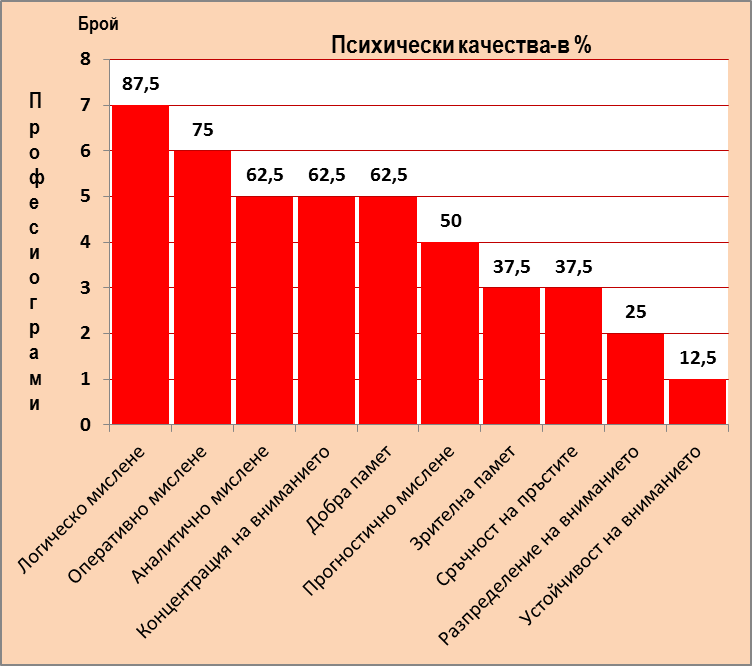 Брой
Психически качества-в %
Професиограми
8
7
6
5
4
3
2
1
0
87,5
75
62,5
62,5
62,5
50
37,5
37,5
25
12,5
Логическо мислене
Оперативно мислене
Аналитично мислене
Концентрация на вниманието
Добра памет
Прогностично мислене
Зрителна памет
Сръчност на пръстите
Разпределение на вниманието
Устойчивост на вниманието